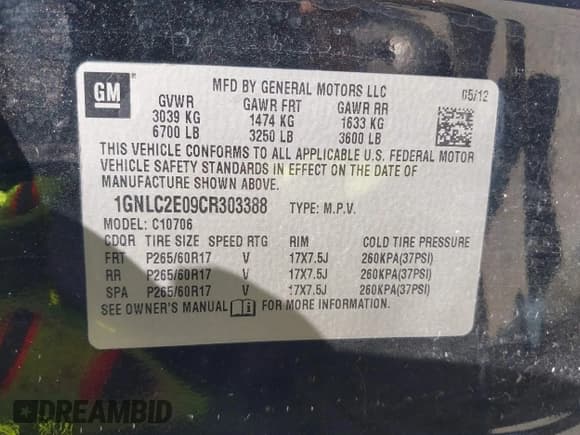 GM
MFD BY GENERAL MOTORS LLC
05/12
GVWR GAWR FRT GAWR RR
3039 KG 1474 KG 1633 KG
6700 LB 3250 LB 3600 LB
THIS VEHICLE CONFORMS TO ALL APPLICABLE U.S. FEDERAL MOTOR
VEHICLE SAFETY STANDARDS IN EFFECT ON THE DATE OF
MANUFACTURE SHOWN ABOVE.
1GNLC2E09CR303388 TYPE: M.P.V.
MODEL: C10706
CDQR TIRE SIZE SPEED RTG RIM COLD TIRE PRESSURE
FRT P265/60R17 V 17X7.5J 260KPA(37PSI)
RR P265/60R17 V 17X7.5J 260KPA(37PSI)
SPA P265/60R17 V 17X7.5J 260KPA(37PSI)
SEE OWNER'S MANUAL FOR MORE INFORMATION.
DREAMBID